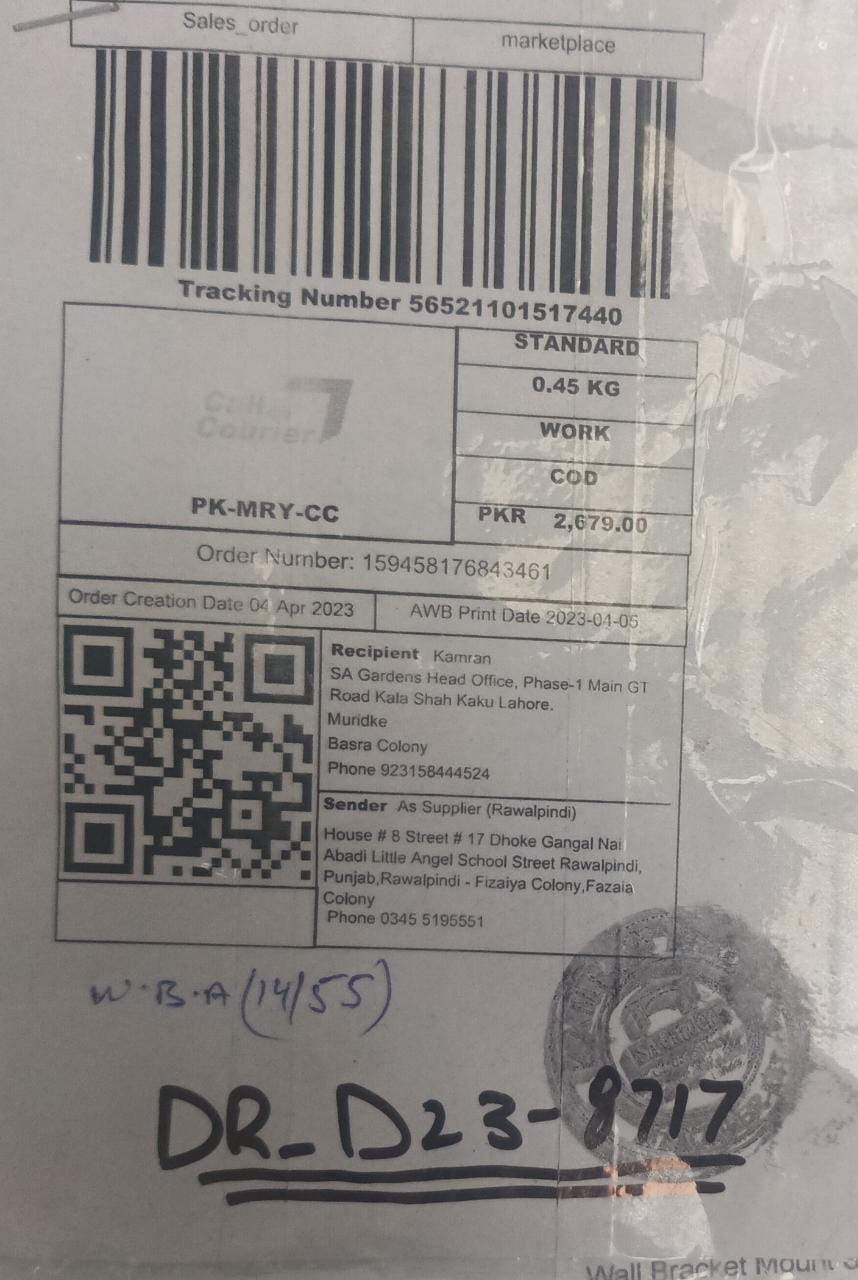 Sales_order
marketplace
Tracking Number 56521101517440
STANDARD
0.45 KG
Call
Courier
WORK
COD
PK-MRY-CC
PKR 2,679.00
Order Number: 159458176843461
Order Creation Date 04 Apr 2023
AWB Print Date 2023-04-05
Recipient Kamran
SA Gardens Head Office, Phase-1 Main GT
Road Kala Shah Kaku Lahore.
Muridke
Basra Colony
Phone 923158444524
Sender As Supplier (Rawalpindi)
House # 8 Street # 17 Dhoke Gangal Nai
Abadi Little Angel School Street Rawalpindi,
Punjab,Rawalpindi - Fizaiya Colony,Fazaia
Colony
Phone 0345 5195551
W.B.A (14/55)
DR_D23-8717
Wall Bracket Mount